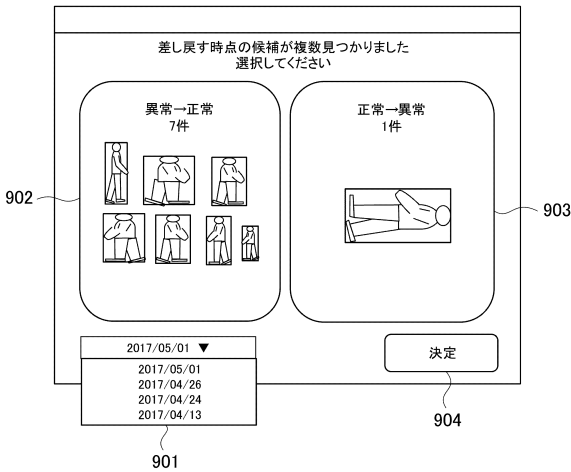 差し戻す時点の候補が複数見つかりました
選択してください
異常→正常
7件
正常→異常
1件
902
903
2017/05/01 ▼
2017/05/01
2017/04/26
2017/04/24
2017/04/13
決定
901
904